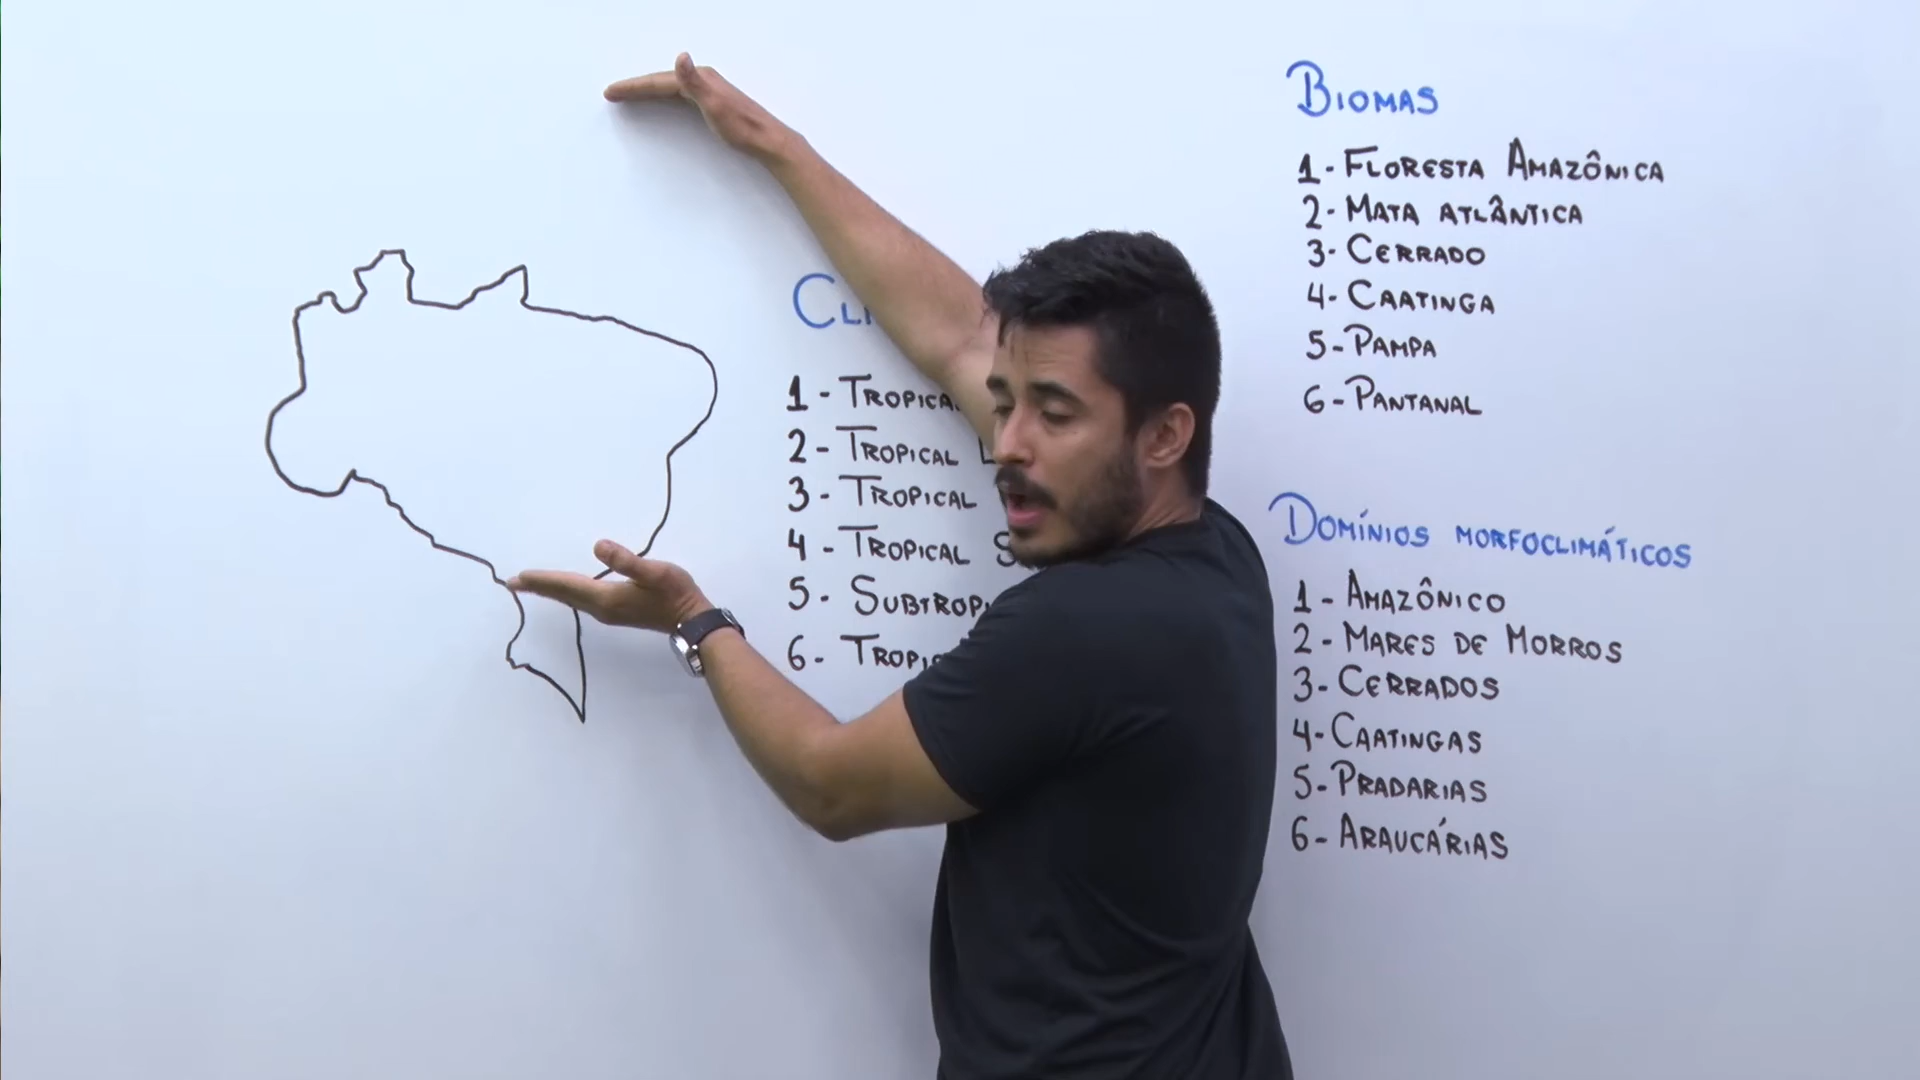 1 -
2 - Tropical
3 - Tropical
4 - Tropical
5 -
6 -
Biomas
1 - Floresta Amazônica
2 - Mata Atlântica
3 - Cerrado
4 - Caatinga
5 - Pampa
6 - Pantanal
Domínios morfoclimáticos
1 - Amazônico
2 - Mares de Morros
3 - Cerrados
4 - Caatingas
5 - Pradarias
6 - Araucárias